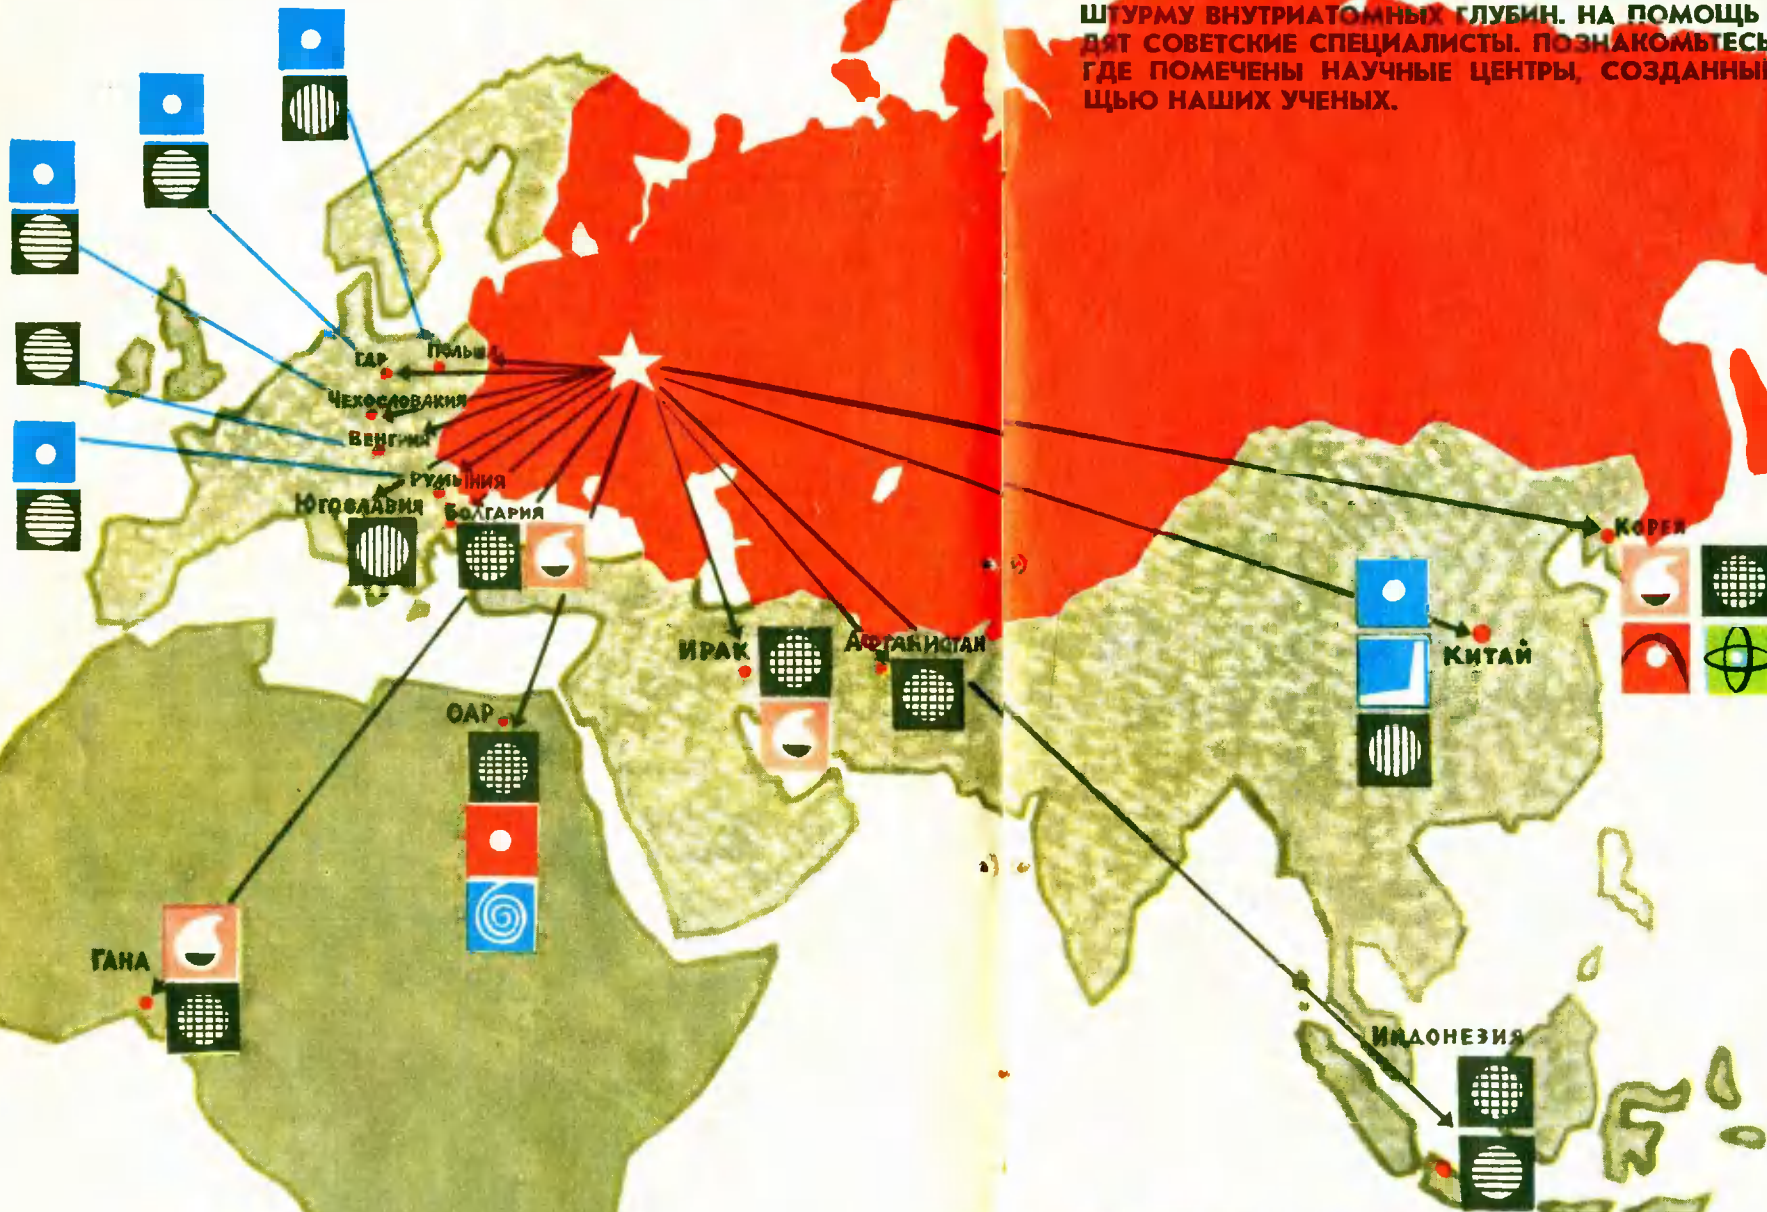 ШТУРМУ ВНУТРИАТОМНЫХ ГЛУБИН. НА ПОМОЩЬ
ДЯТ СОВЕТСКИЕ СПЕЦИАЛИСТЫ. ПОЗНАКОМЬТЕСЬ
ГДЕ ПОМЕЧЕНЫ НАУЧНЫЕ ЦЕНТРЫ, СОЗДАННЫЕ
ЩЬЮ НАШИХ УЧЕНЫХ.
ГДР
ПОЛЬША
ЧЕХОСЛОВАКИЯ
ВЕНГРИЯ
РУМЫНИЯ
ЮГОСЛАВИЯ
БОЛГАРИЯ
КОРЕЯ
ИРАК
АФГАНИСТАН
КИТАЙ
ОАР
ГАНА
ИНДОНЕЗИЯ